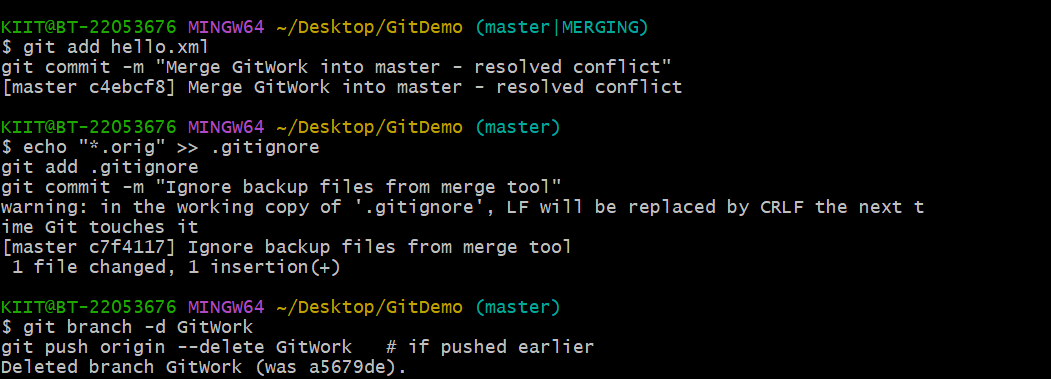 KIIT@BT-22053676 MINGW64 ~/Desktop/GitDemo (master|MERGING)
$ git add hello.xml
git commit -m "Merge GitWork into master - resolved conflict"
[master c4ebcf8] Merge GitWork into master - resolved conflict
KIIT@BT-22053676 MINGW64 ~/Desktop/GitDemo (master)
$ echo "*.orig" >> .gitignore
git add .gitignore
git commit -m "Ignore backup files from merge tool"
warning: in the working copy of '.gitignore', LF will be replaced by CRLF the next t
ime Git touches it
[master c7f4117] Ignore backup files from merge tool
 1 file changed, 1 insertion(+)
KIIT@BT-22053676 MINGW64 ~/Desktop/GitDemo (master)
$ git branch -d GitWork
git push origin --delete GitWork   # if pushed earlier
Deleted branch GitWork (was a5679de).